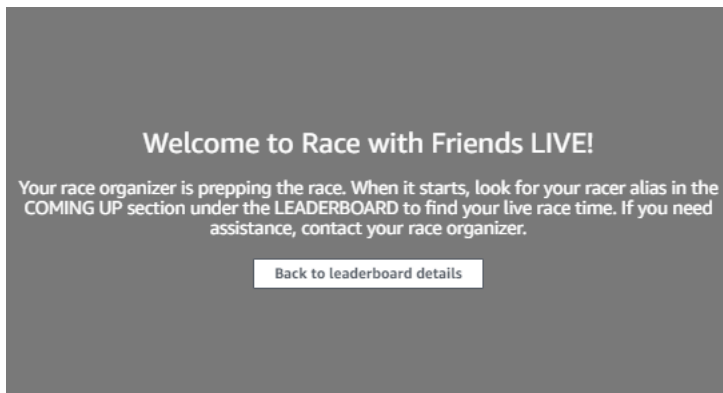 Welcome to Race with Friends LIVE!
Your race organizer is prepping the race. When it starts, look for your racer alias in the
COMING UP section under the LEADERBOARD to find your live race time. If you need
assistance, contact your race organizer.
Back to leaderboard details